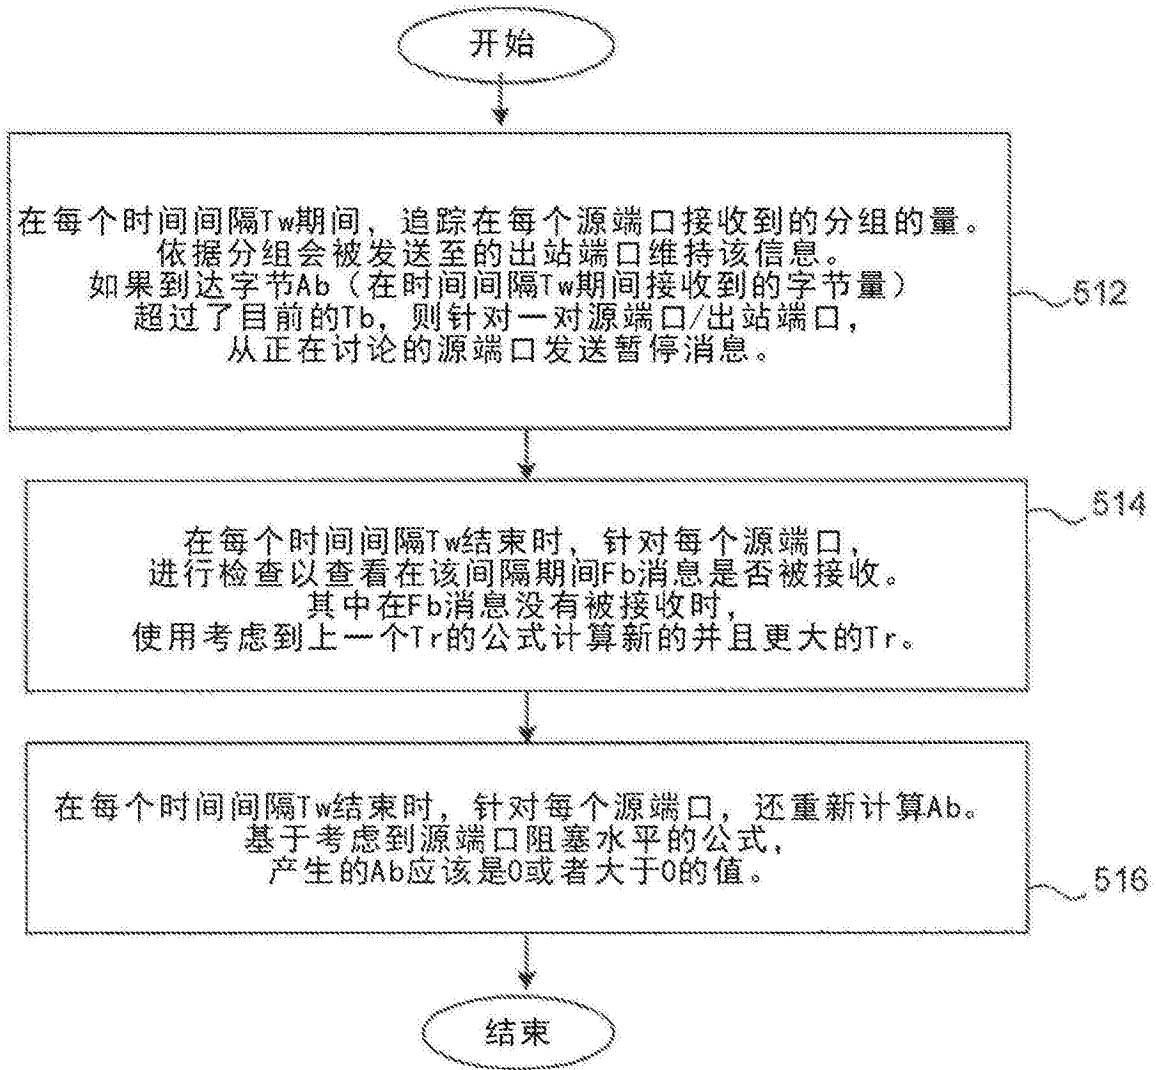 开始
在每个时间间隔Tw期间，追踪在每个源端口接收到的分组的量。
依据分组会被发送至的出站端口维持该信息。
如果到达字节Ab（在时间间隔Tw期间接收到的字节量）
超过了目前的Tb，则针对一对源端口/出站端口，
从正在讨论的源端口发送暂停消息。
512
514
在每个时间间隔Tw结束时，针对每个源端口，
进行检查以查看在该间隔期间Fb消息是否被接收。
其中在Fb消息没有被接收时，
使用考虑到上一个Tr的公式计算新的并且更大的Tr。
在每个时间间隔Tw结束时，针对每个源端口，还重新计算Ab。
基于考虑到源端口阻塞水平的公式，
产生的Ab应该是0或者大于0的值。
516
结束